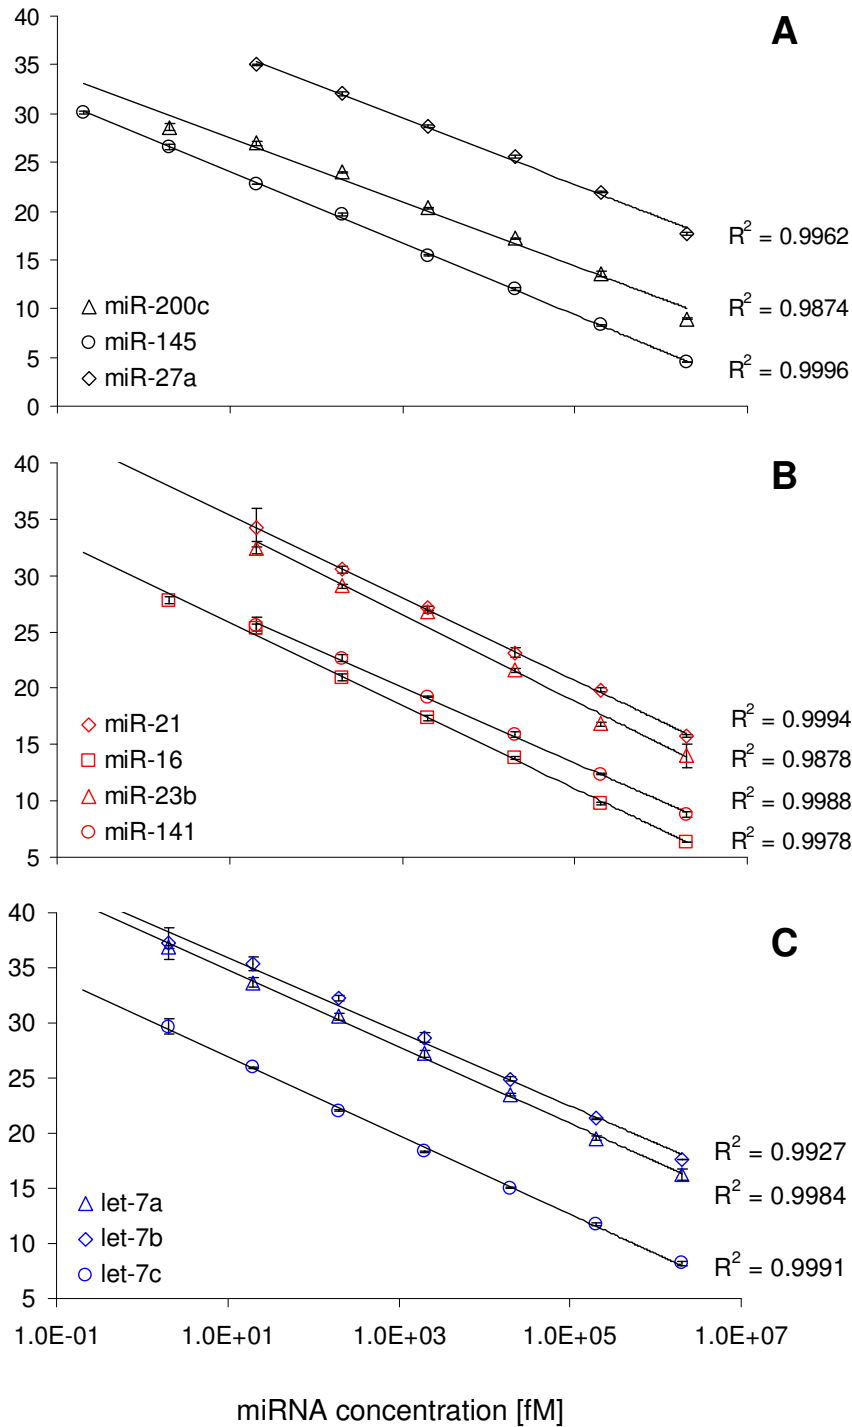 A
40
35
30
25
20
15
10
5
0
R² = 0.9962
R² = 0.9874
R² = 0.9996
miR-200c
miR-145
miR-27a
B
40
35
30
25
20
15
10
5
miR-21
miR-16
miR-23b
miR-141
R² = 0.9994
R² = 0.9878
R² = 0.9988
R² = 0.9978
C
40
35
30
25
20
15
10
5
R² = 0.9927
R² = 0.9984
R² = 0.9991
let-7a
let-7b
let-7c
1.0E-01 1.0E+01 1.0E+03 1.0E+05 1.0E+07
miRNA concentration [fM]